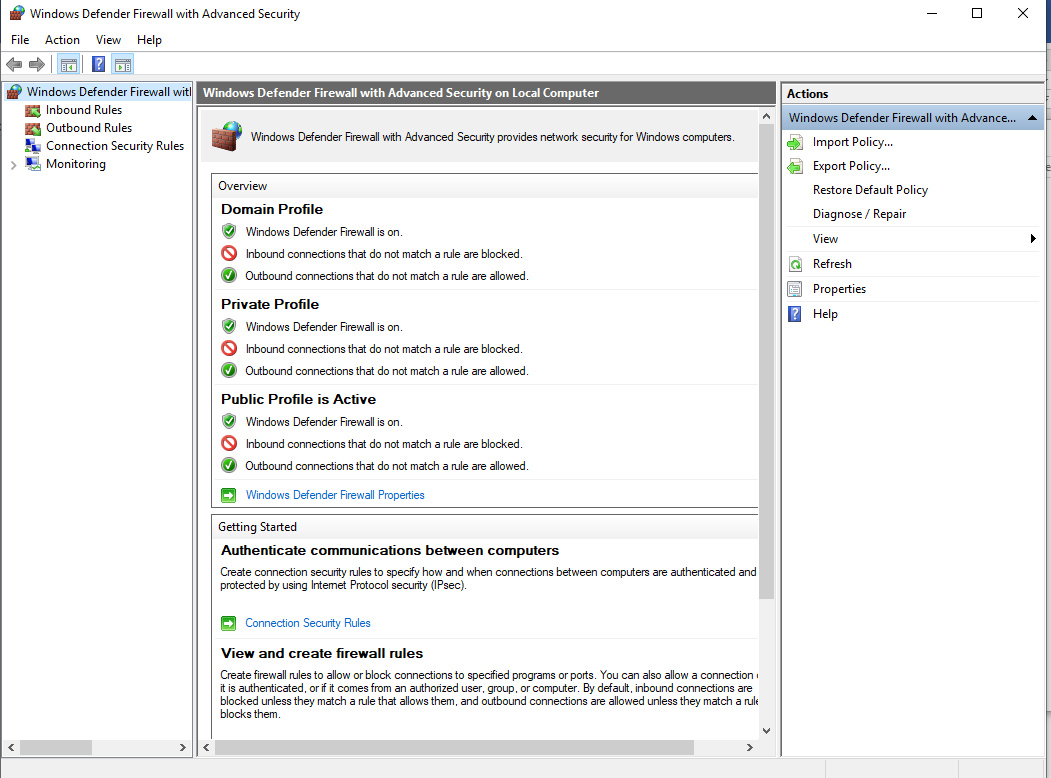 Windows Defender Firewall with Advanced Security
File Action View Help
Windows Defender Firewall with
Inbound Rules
Outbound Rules
Connection Security Rules
Monitoring
Windows Defender Firewall with Advanced Security on Local Computer
Windows Defender Firewall with Advanced Security provides network security for Windows computers.
Overview
Domain Profile
Windows Defender Firewall is on.
Inbound connections that do not match a rule are blocked.
Outbound connections that do not match a rule are allowed.
Private Profile
Windows Defender Firewall is on.
Inbound connections that do not match a rule are blocked.
Outbound connections that do not match a rule are allowed.
Public Profile is Active
Windows Defender Firewall is on.
Inbound connections that do not match a rule are blocked.
Outbound connections that do not match a rule are allowed.
Windows Defender Firewall Properties
Getting Started
Authenticate communications between computers
Create connection security rules to specify how and when connections between computers are authenticated and
protected by using Internet Protocol security (IPsec).
Connection Security Rules
View and create firewall rules
Create firewall rules to allow or block connections to specified programs or ports. You can also allow a connection
it is authenticated, or if it comes from an authorized user, group, or computer. By default, inbound connections are
blocked unless they match a rule that allows them, and outbound connections are allowed unless they match a rule
blocks them.
Actions
Windows Defender Firewall with Advance...
Import Policy...
Export Policy...
Restore Default Policy
Diagnose / Repair
View
Refresh
Properties
Help